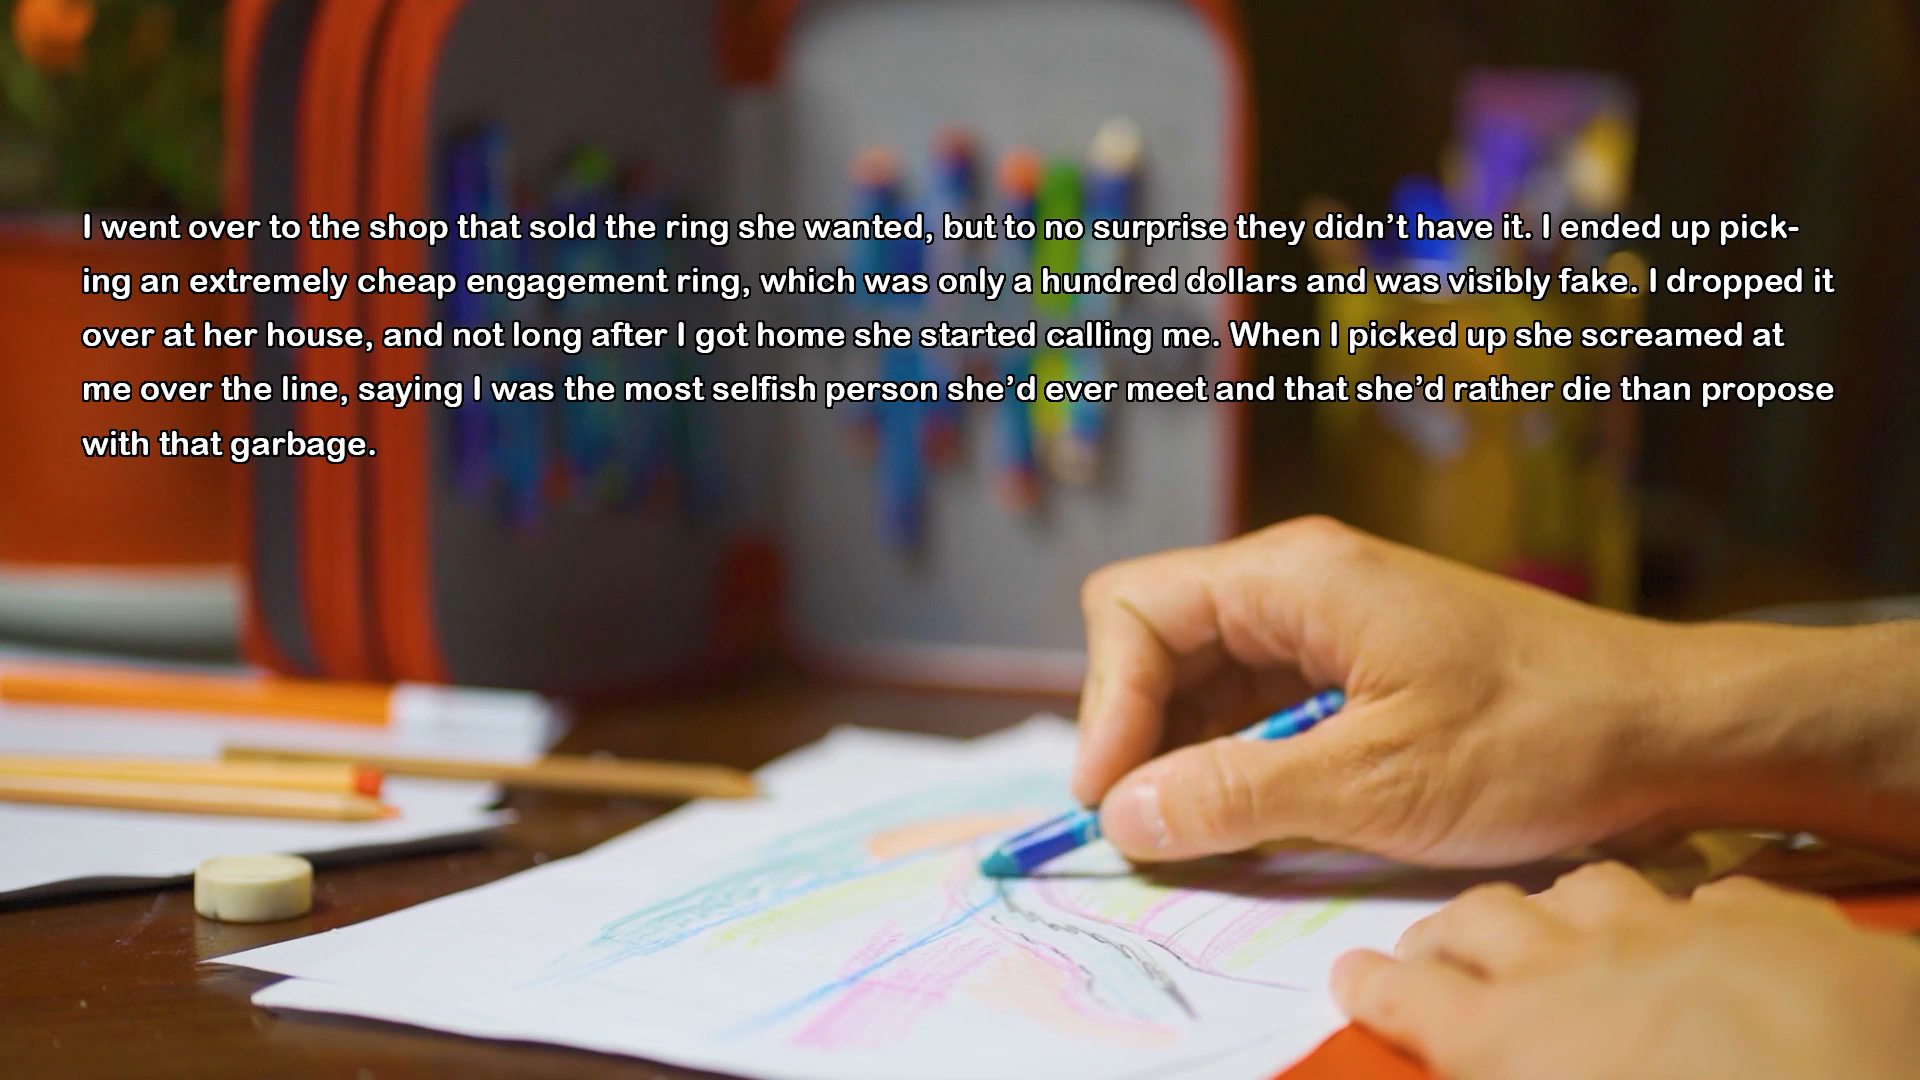 I went over to the shop that sold the ring she wanted, but to no surprise they didn’t have it. I ended up pick-
ing an extremely cheap engagement ring, which was only a hundred dollars and was visibly fake. I dropped it
over at her house, and not long after I got home she started calling me. When I picked up she screamed at
me over the line, saying I was the most selfish person she’d ever meet and that she’d rather die than propose
with that garbage.